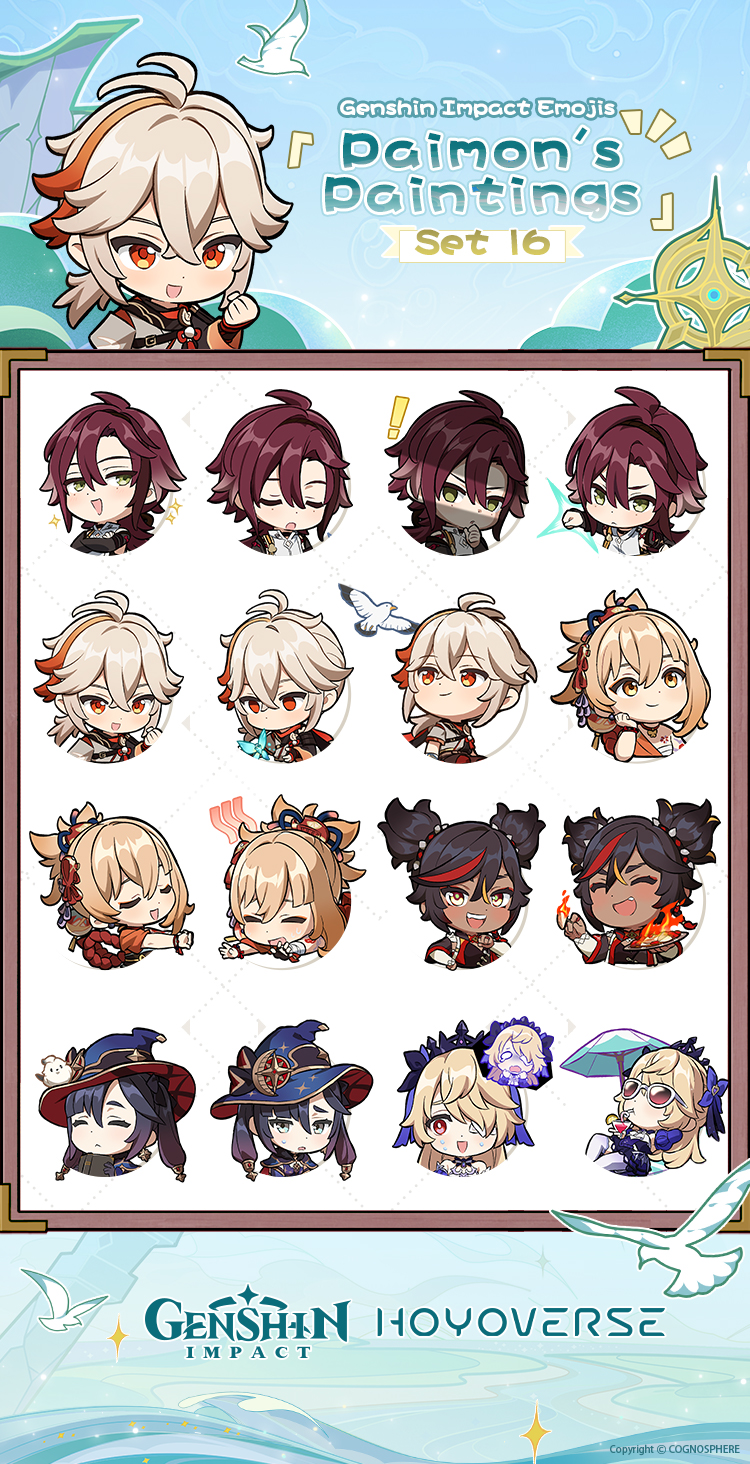 Genshin Impact Emojis
Paimon's
Paintings
Set 16
GENSHIN
IMPACT
HOYOVERSE
Copyright © COGNOSPHERE